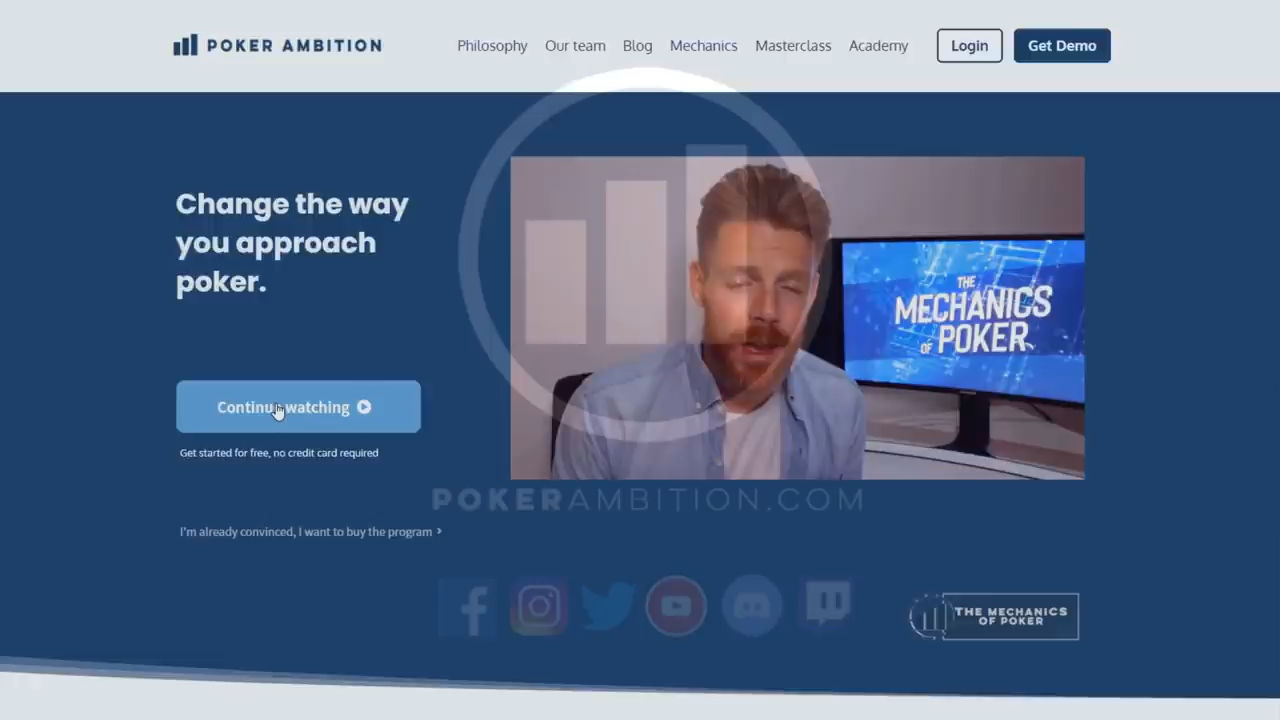 POKER AMBITION
Philosophy Our team Blog Mechanics Masterclass Academy Login Get Demo
Change the way
you approach
poker.
THE
MECHANICS
OF POKER
Continue watching
Get started for free, no credit card required
POKERAMBITION.COM
I'm already convinced, I want to buy the program >
THE MECHANICS
OF POKER